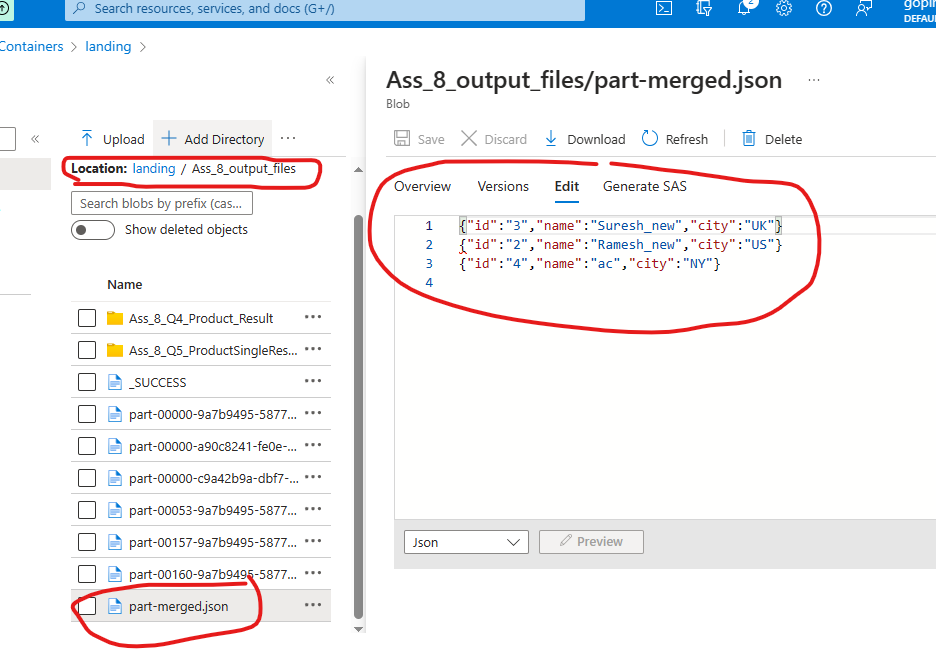 Search resources, services, and docs (G+/)
2
gopi
DEFAU
Containers > landing >
Ass_8_output_files/part-merged.json ...
Blob
Upload
Add Directory
Save
Discard
Download
Refresh
Delete
Location: landing / Ass_8_output_files
Search blobs by prefix (cas...
Show deleted objects
Overview
Versions
Edit
Generate SAS
1 {"id":"3","name":"Suresh_new","city":"UK"}
2 {"id":"2","name":"Ramesh_new","city":"US"}
3 {"id":"4","name":"ac","city":"NY"}
4
Name
Ass_8_Q4_Product_Result
Ass_8_Q5_ProductSingleRes...
_SUCCESS
part-00000-9a7b9495-5877...
part-00000-a90c8241-fe0e-...
part-00000-c9a42b9a-dbf7-...
part-00053-9a7b9495-5877...
part-00157-9a7b9495-5877...
part-00160-9a7b9495-5877...
part-merged.json
Json
Preview